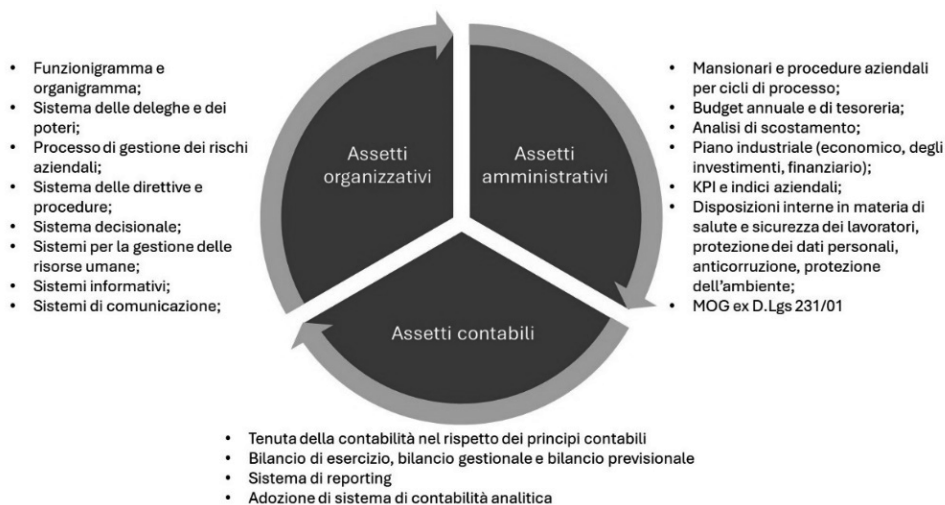 • Funzionigramma e
organigramma;
• Sistema delle deleghe e dei
poteri;
• Processo di gestione dei rischi
aziendali;
• Sistema delle direttive e
procedure;
• Sistema decisionale;
• Sistemi per la gestione delle
risorse umane;
• Sistemi informativi;
• Sistemi di comunicazione;
Assetti
organizzativi
Assetti
amministrativi
• Mansionari e procedure aziendali
per cicli di processo;
• Budget annuale e di tesoreria;
• Analisi di scostamento;
• Piano industriale (economico, degli
investimenti, finanziario);
• KPI e indici aziendali;
• Disposizioni interne in materia di
salute e sicurezza dei lavoratori,
protezione dei dati personali,
anticorruzione, protezione
dell'ambiente;
• MOG ex D.Lgs 231/01
Assetti contabili
• Tenuta della contabilità nel rispetto dei principi contabili
• Bilancio di esercizio, bilancio gestionale e bilancio previsionale
• Sistema di reporting
• Adozione di sistema di contabilità analitica